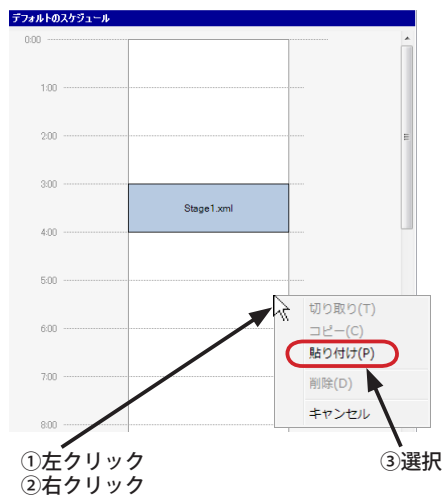 デフォルトのスケジュール
0:00
1:00
2:00
3:00
Stage1.xml
4:00
5:00
切り取り(T)
コピー(C)
6:00
貼り付け(P)
7:00
削除(D)
キャンセル
8:00
①左クリック
③選択
②右クリック